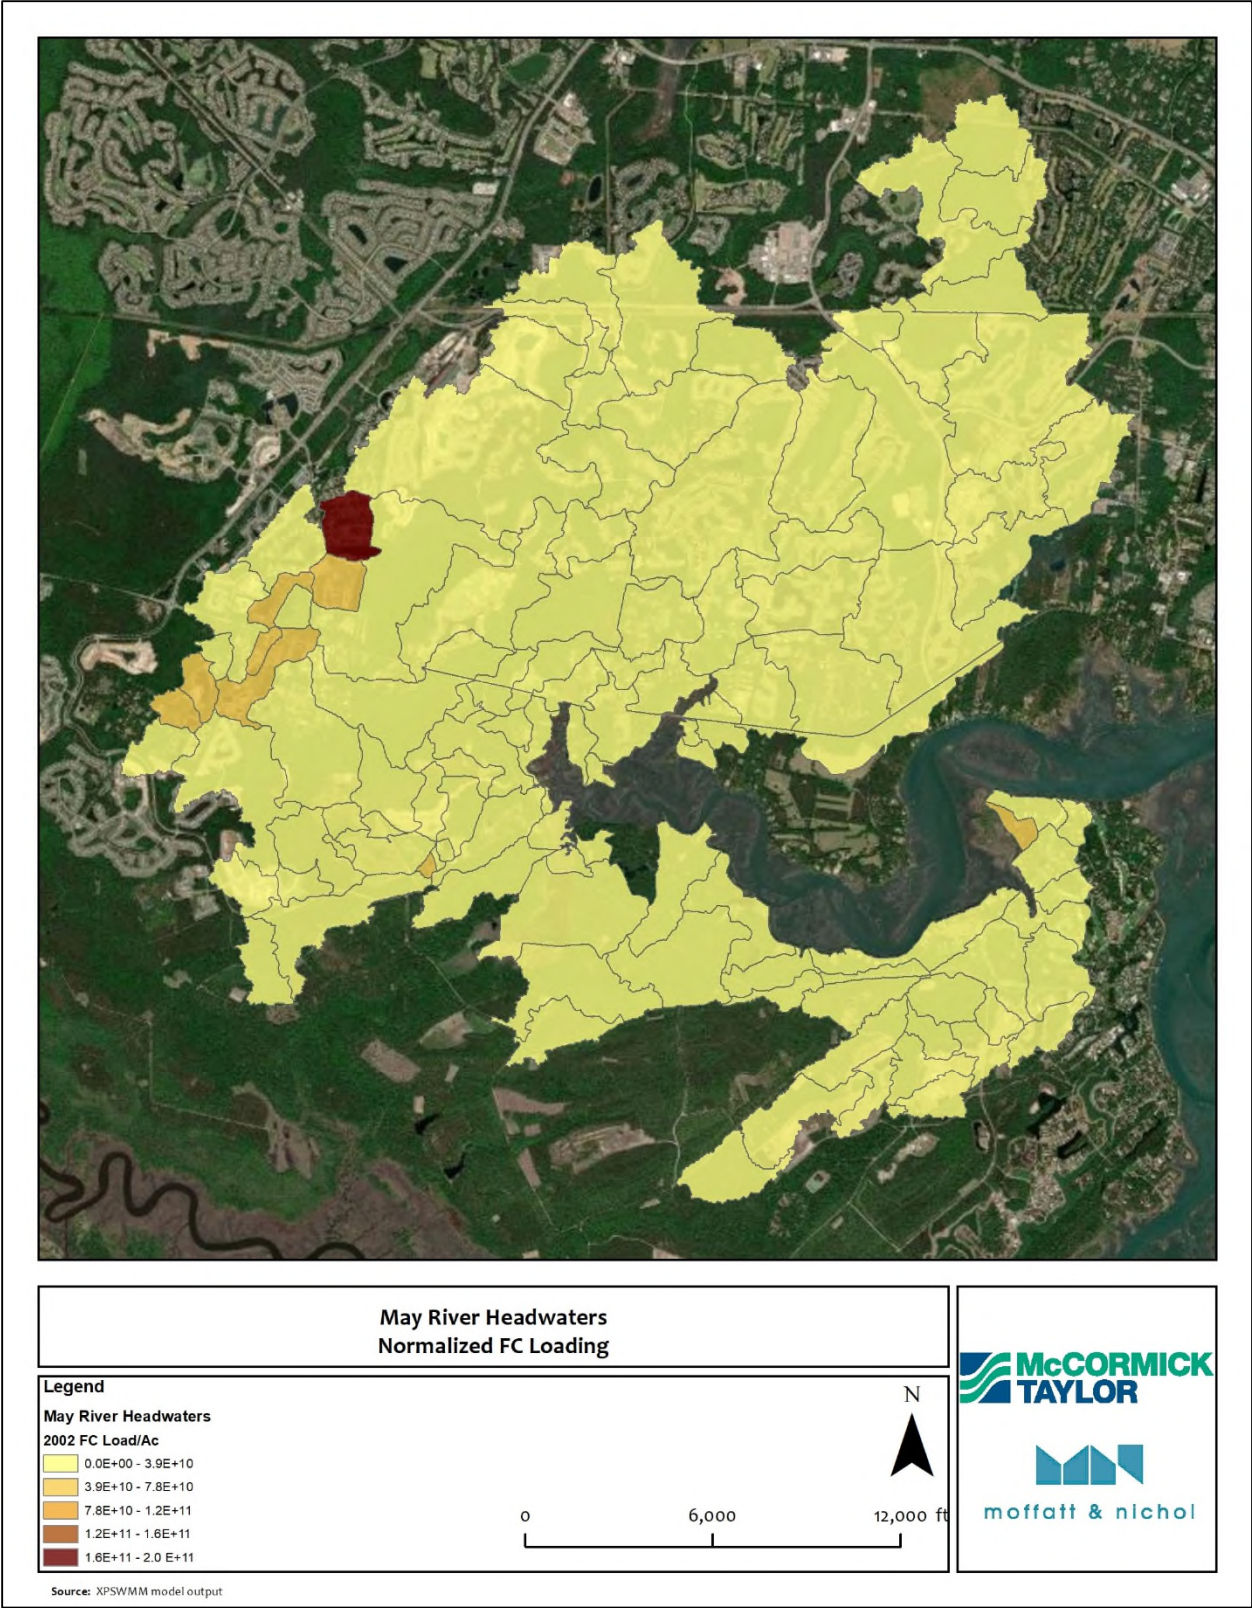 May River Headwaters
Normalized FC Loading
Legend
May River Headwaters
2002 FC Load/Ac
0.0E+00 - 3.9E+10
3.9E+10 - 7.8E+10
7.8E+10 - 1.2E+11
1.2E+11 - 1.6E+11
1.6E+11 - 2.0 E+11
N
0 6,000 12,000 ft
McCORMICK
TAYLOR
moffatt & nichol
Source: XPSWMM model output